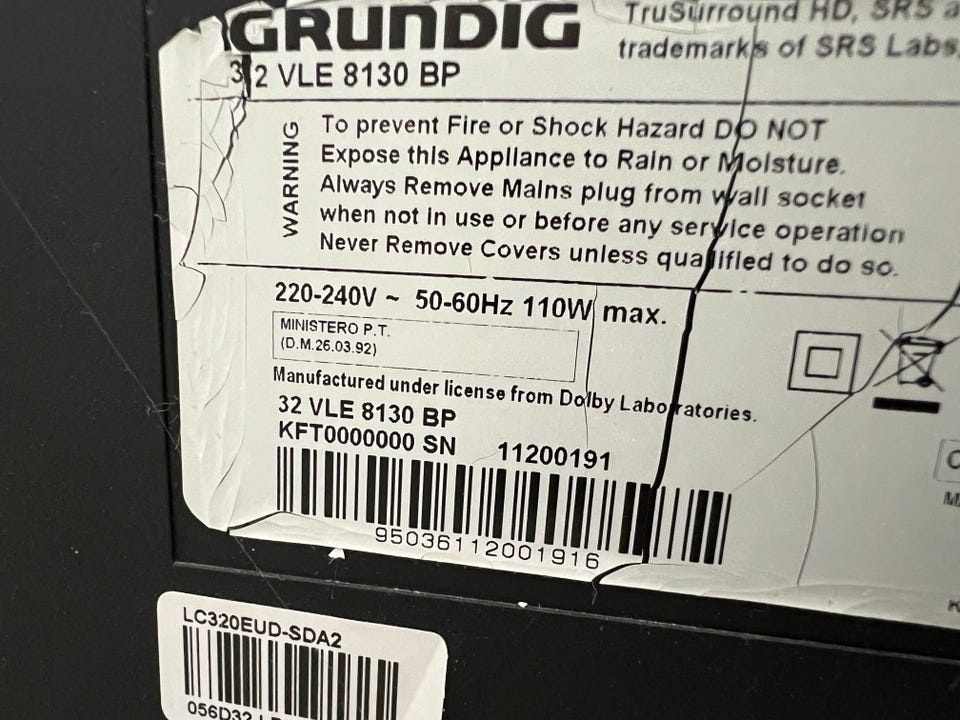 GRUNDIG
TruSurround HD, SRS
trademarks of SRS Labs,
32 VLE 8130 BP
WARNING
To prevent Fire or Shock Hazard DO NOT
Expose this Appliance to Rain or Moisture.
Always Remove Mains plug from wall socket
when not in use or before any service operation
Never Remove Covers unless qualified to do so.
220-240V ~ 50-60Hz 110W max.
MINISTERO P.T.
(D.M.26.03.92)
Manufactured under license from Dolby Laboratories.
32 VLE 8130 BP
KFT0000000 SN 11200191
95036112001916
LC320EUD-SDA2
056D32